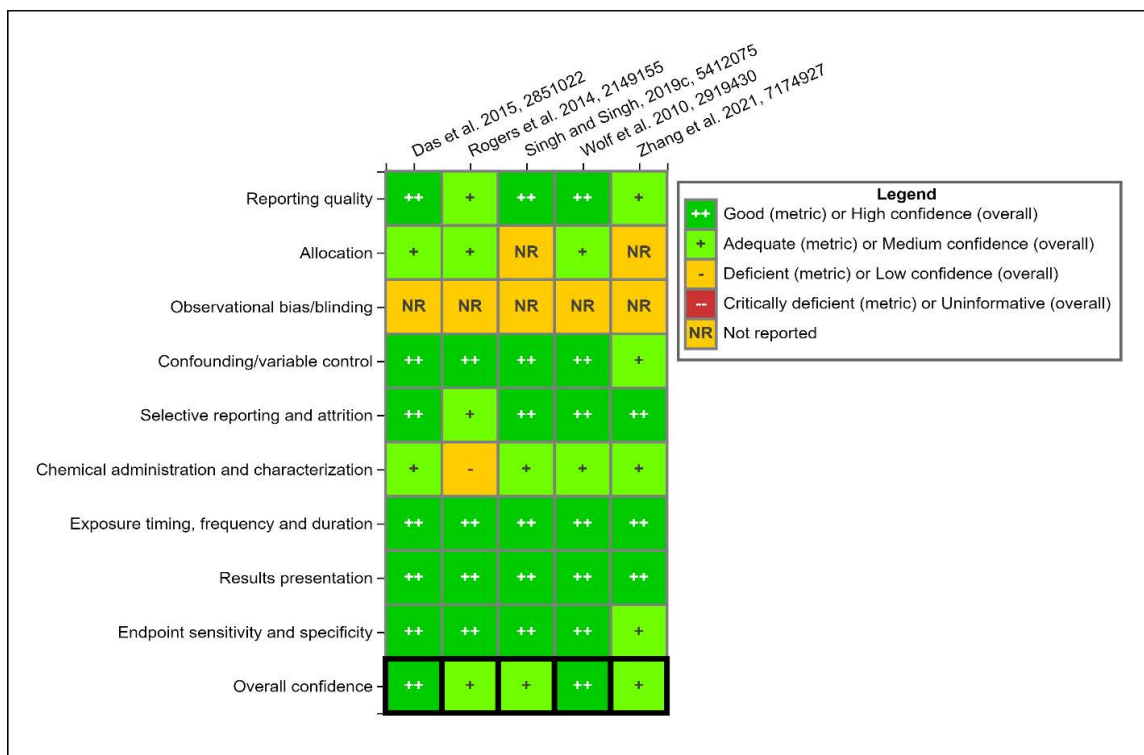 Das et al. 2015, 2851022
Rogers et al. 2014, 2149155
Singh and Singh, 2019c, 5412075
Wolf et al. 2010, 2919430
Zhang et al. 2021, 7174927
Reporting quality ++ + ++ ++ +
Allocation + + NR + NR
Observational bias/blinding NR NR NR NR NR
Confounding/variable control ++ ++ ++ ++ +
Selective reporting and attrition ++ + ++ ++ ++
Chemical administration and characterization + - + + +
Exposure timing, frequency and duration ++ ++ ++ ++ ++
Results presentation ++ ++ ++ ++ ++
Endpoint sensitivity and specificity ++ ++ ++ ++ +
Overall confidence ++ + + ++ +
Legend
++ Good (metric) or High confidence (overall)
+ Adequate (metric) or Medium confidence (overall)
- Deficient (metric) or Low confidence (overall)
-- Critically deficient (metric) or Uninformative (overall)
NR Not reported